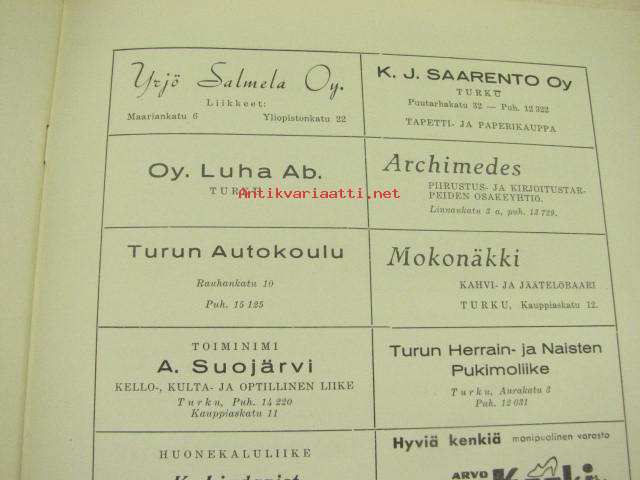 Yrjö Salmela Oy.
Liikkeet:
Maariankatu 6 Yliopistonkatu 22
K. J. SAARENTO Oy
TURKU
Puutarhakatu 32 — Puh. 12 322
TAPETTI- JA PAPERIKAUPPA
Oy. Luha Ab.
TURKU
Antikvariaatti.net
Archimedes
PIIRUSTUS- JA KIRJOITUSTAR-
PEIDEN OSAKEYHTIÖ,
Linnankatu 3 a, puh. 13 729.
Turun Autokoulu
Rauhankatu 10
Puh. 15 125
Mokonäkki
KAHVI- JA JÄÄTELÖBAARI
TURKU, Kauppiaskatu 12.
TOIMINIMI
A. Suojärvi
KELLO-, KULTA- JA OPTILLINEN LIIKE
Turku, Puh. 14 220
Kauppiaskatu 11
Turun Herrain- ja Naisten
Pukimoliike
Turku, Aurakatu 3
Puh. 12 031
HUONEKALULIIKE
Hyviä kenkiä monipuolinen varasto
ARVO